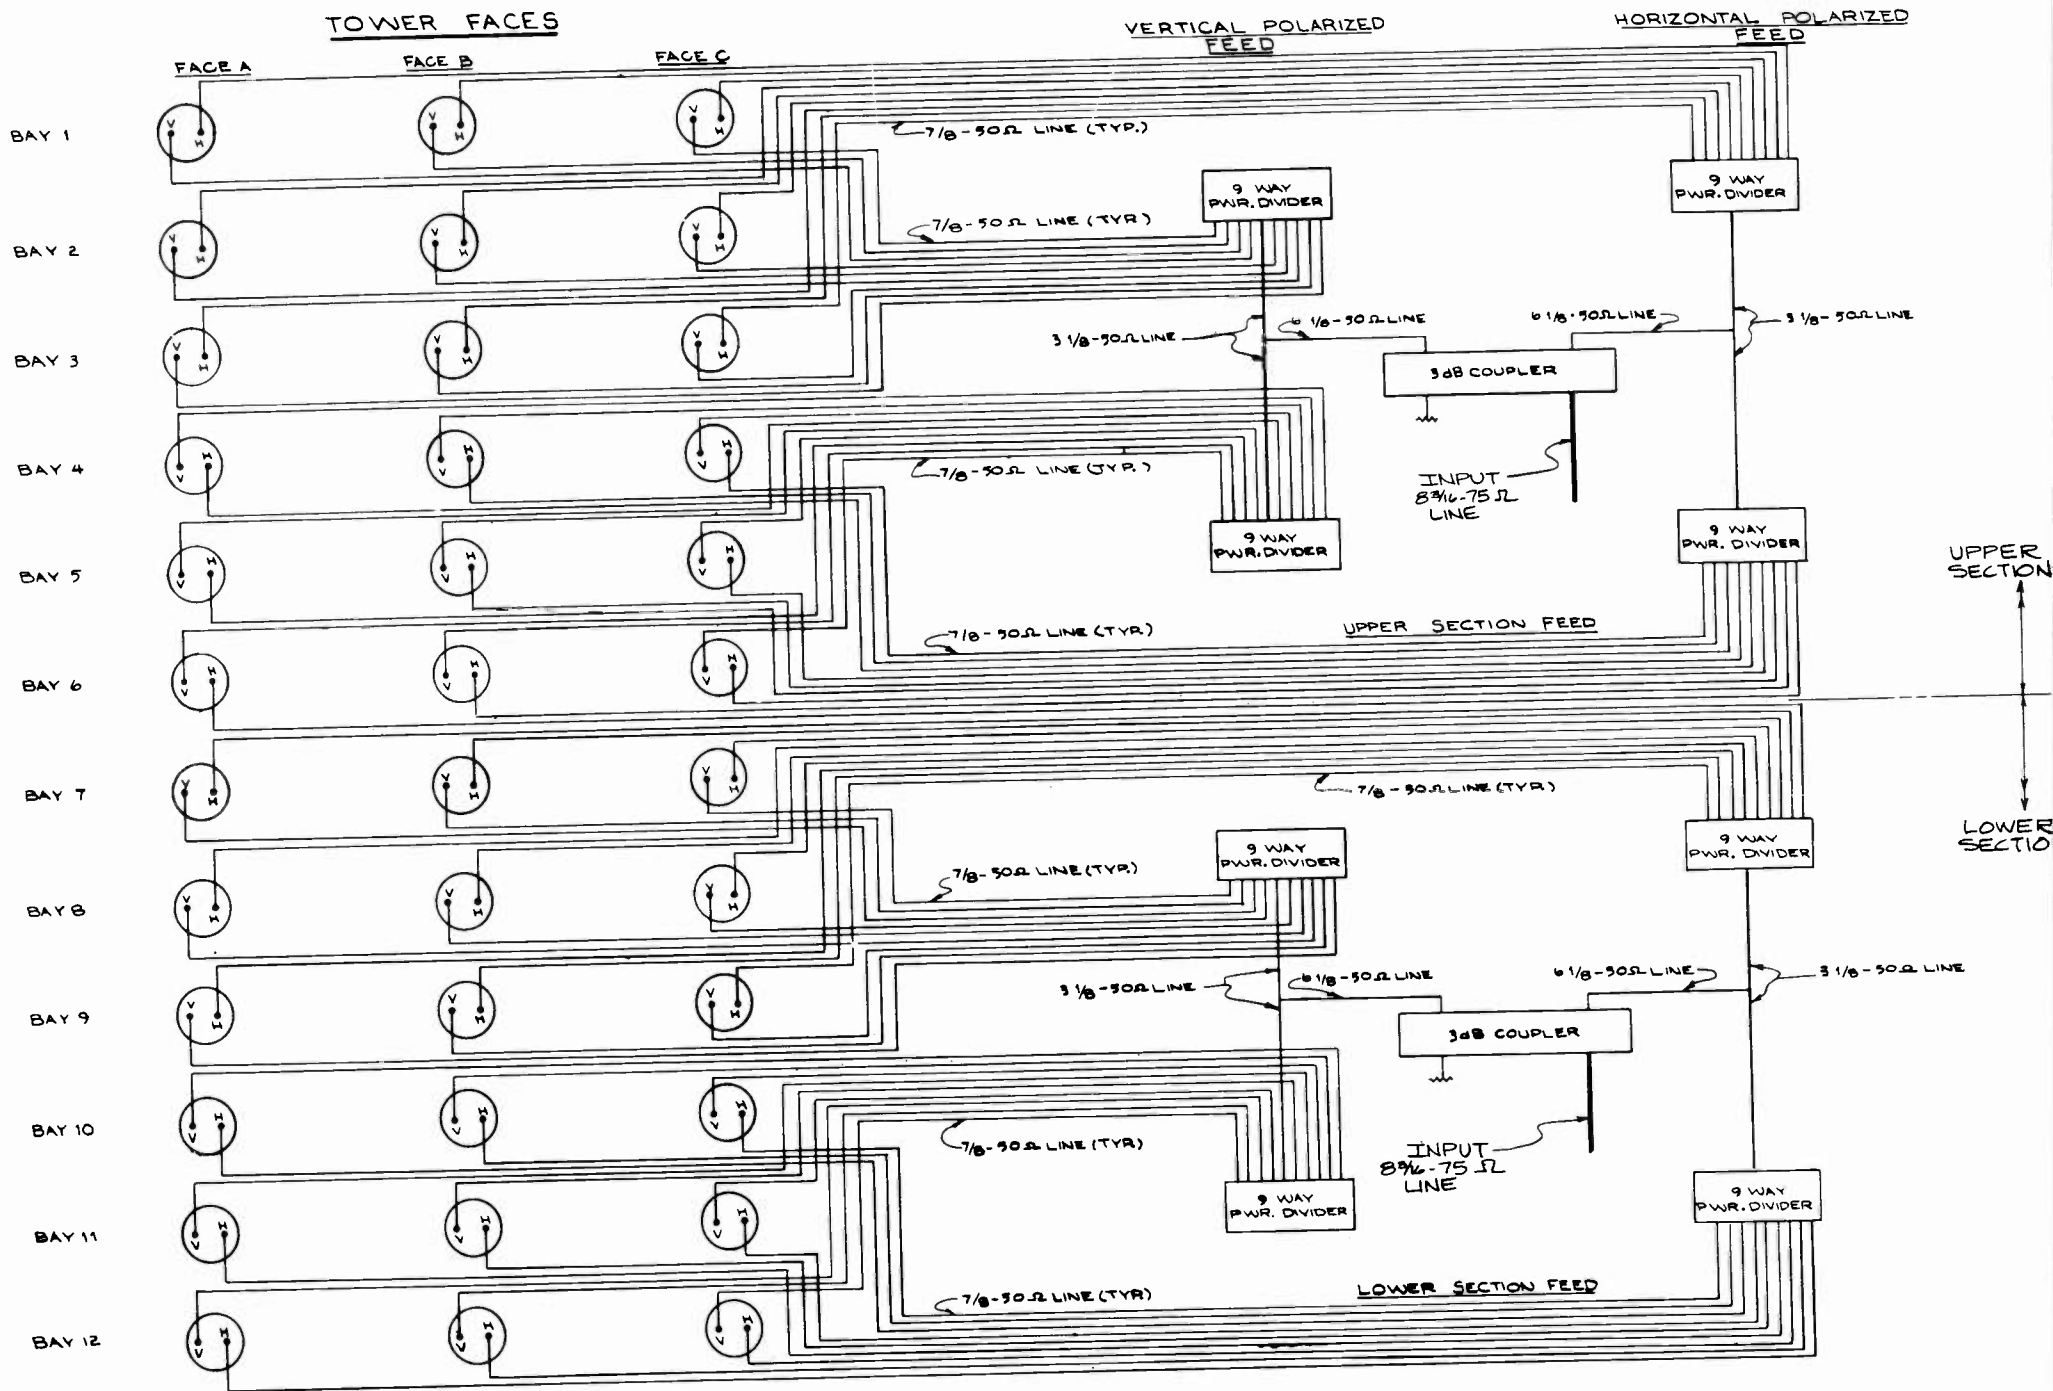 TOWER FACES
VERTICAL POLARIZED
FEED
HORIZONTAL POLARIZED
FEED
FACE A
FACE B
FACE C
BAY 1
V H
V H
V H
7/8-50Ω LINE (TYP.)
9 WAY
PWR. DIVIDER
9 WAY
PWR. DIVIDER
BAY 2
V H
V H
V H
7/8-50Ω LINE (TYP.)
BAY 3
V H
V H
V H
3 1/8-50Ω LINE
6 1/8-50Ω LINE
6 1/8-50Ω LINE
3 1/8-50Ω LINE
3dB COUPLER
BAY 4
V H
V H
V H
7/8-50Ω LINE (TYP.)
INPUT
8 3/16-75 Ω
LINE
9 WAY
PWR. DIVIDER
9 WAY
PWR. DIVIDER
BAY 5
V H
V H
V H
UPPER
SECTION
7/8-50Ω LINE (TYP.)
UPPER SECTION FEED
BAY 6
V H
V H
V H
BAY 7
V H
V H
V H
7/8-50Ω LINE (TYP.)
LOWER
SECTIO
9 WAY
PWR. DIVIDER
9 WAY
PWR. DIVIDER
7/8-50Ω LINE (TYP.)
BAY 8
V H
V H
V H
BAY 9
V H
V H
V H
3 1/8-50Ω LINE
6 1/8-50Ω LINE
6 1/8-50Ω LINE
3 1/8-50Ω LINE
3dB COUPLER
BAY 10
V H
V H
V H
7/8-50Ω LINE (TYP.)
INPUT
8 3/16-75 Ω
LINE
9 WAY
PWR. DIVIDER
9 WAY
PWR. DIVIDER
BAY 11
V H
V H
V H
7/8-50Ω LINE (TYP.)
LOWER SECTION FEED
BAY 12
V H
V H
V H